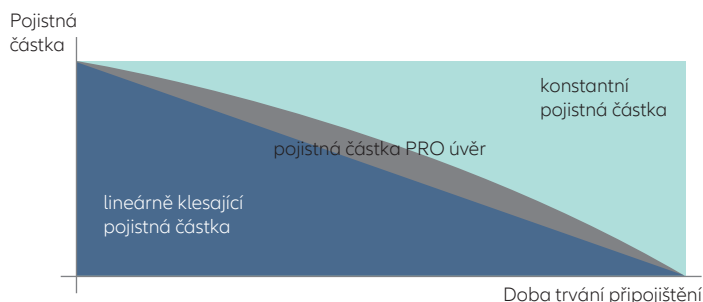 Pojistná
částka
konstantní
pojistná částka
pojistná částka PRO úvěr
lineárně klesající
pojistná částka
Doba trvání připojištění